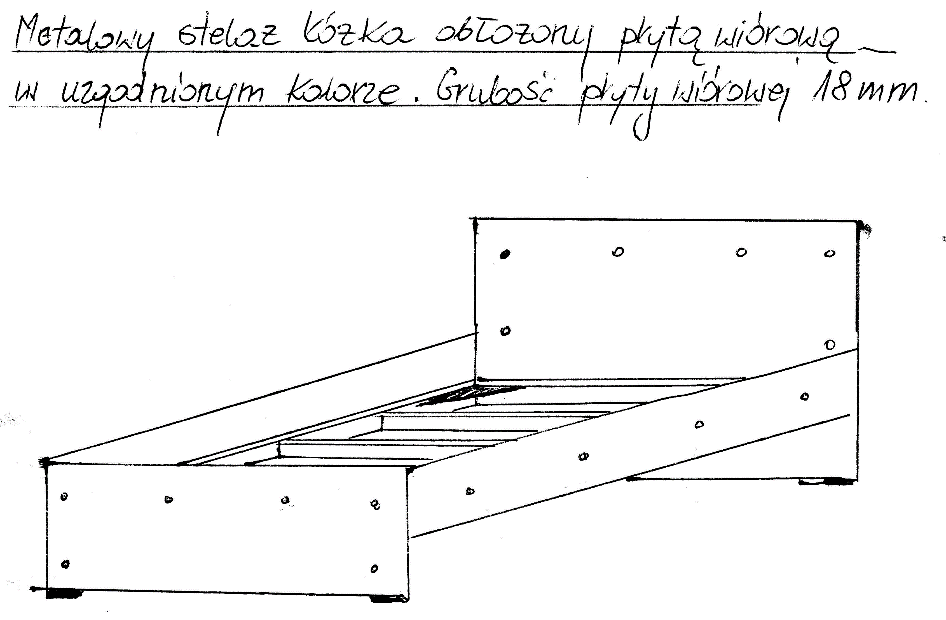 Metalowy stelaż łóżka obłożony płytą wiórową
w uzgodnionym kolorze. Grubość płyty wiórowej 18 mm.